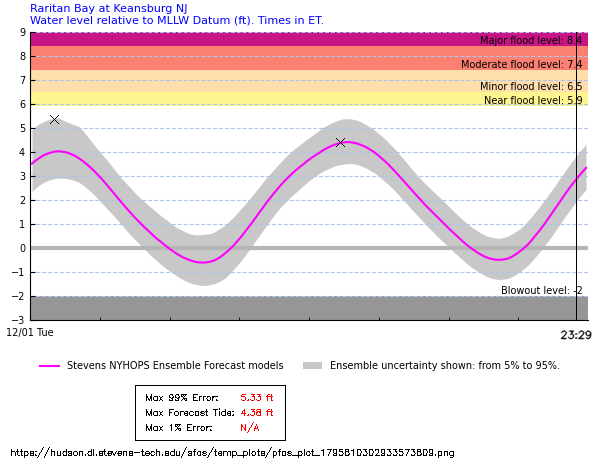 Raritan Bay at Keansburg NJ
Water level relative to MLLW Datum (ft). Times in ET.
9
Major flood level: 8.4
8
Moderate flood level: 7.4
7
Minor flood level: 6.5
Near flood level: 5.9
6
5
4
3
2
1
0
−1
−2
Blowout level: -2
−3
12/01 Tue
23:29
Stevens NYHOPS Ensemble Forecast models
Ensemble uncertainty shown: from 5% to 95%.
Max 99% Error: 5.33 ft
Max Forecast Tide: 4.38 ft
Max 1% Error: N/A
https://hudson.dl.stevens-tech.edu/sfas/temp_plots/pfas_plot_1795810302933573809.png